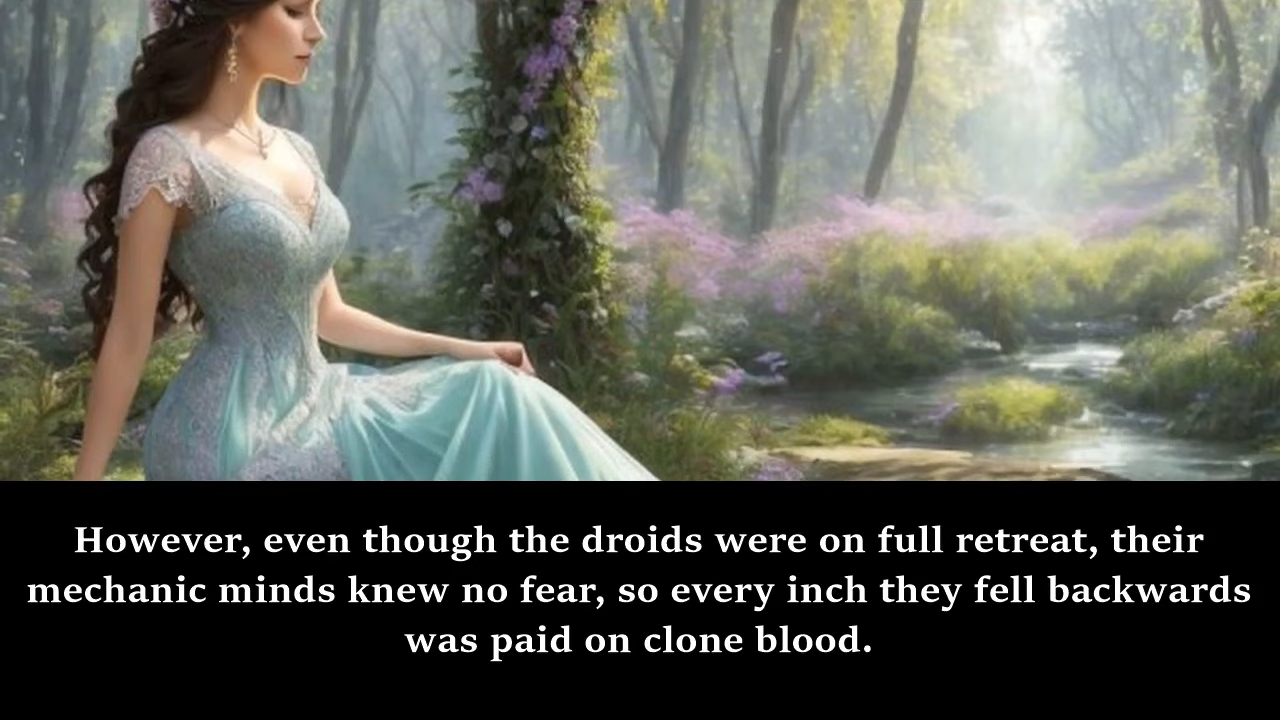 However, even though the droids were on full retreat, their
mechanic minds knew no fear, so every inch they fell backwards
was paid on clone blood.